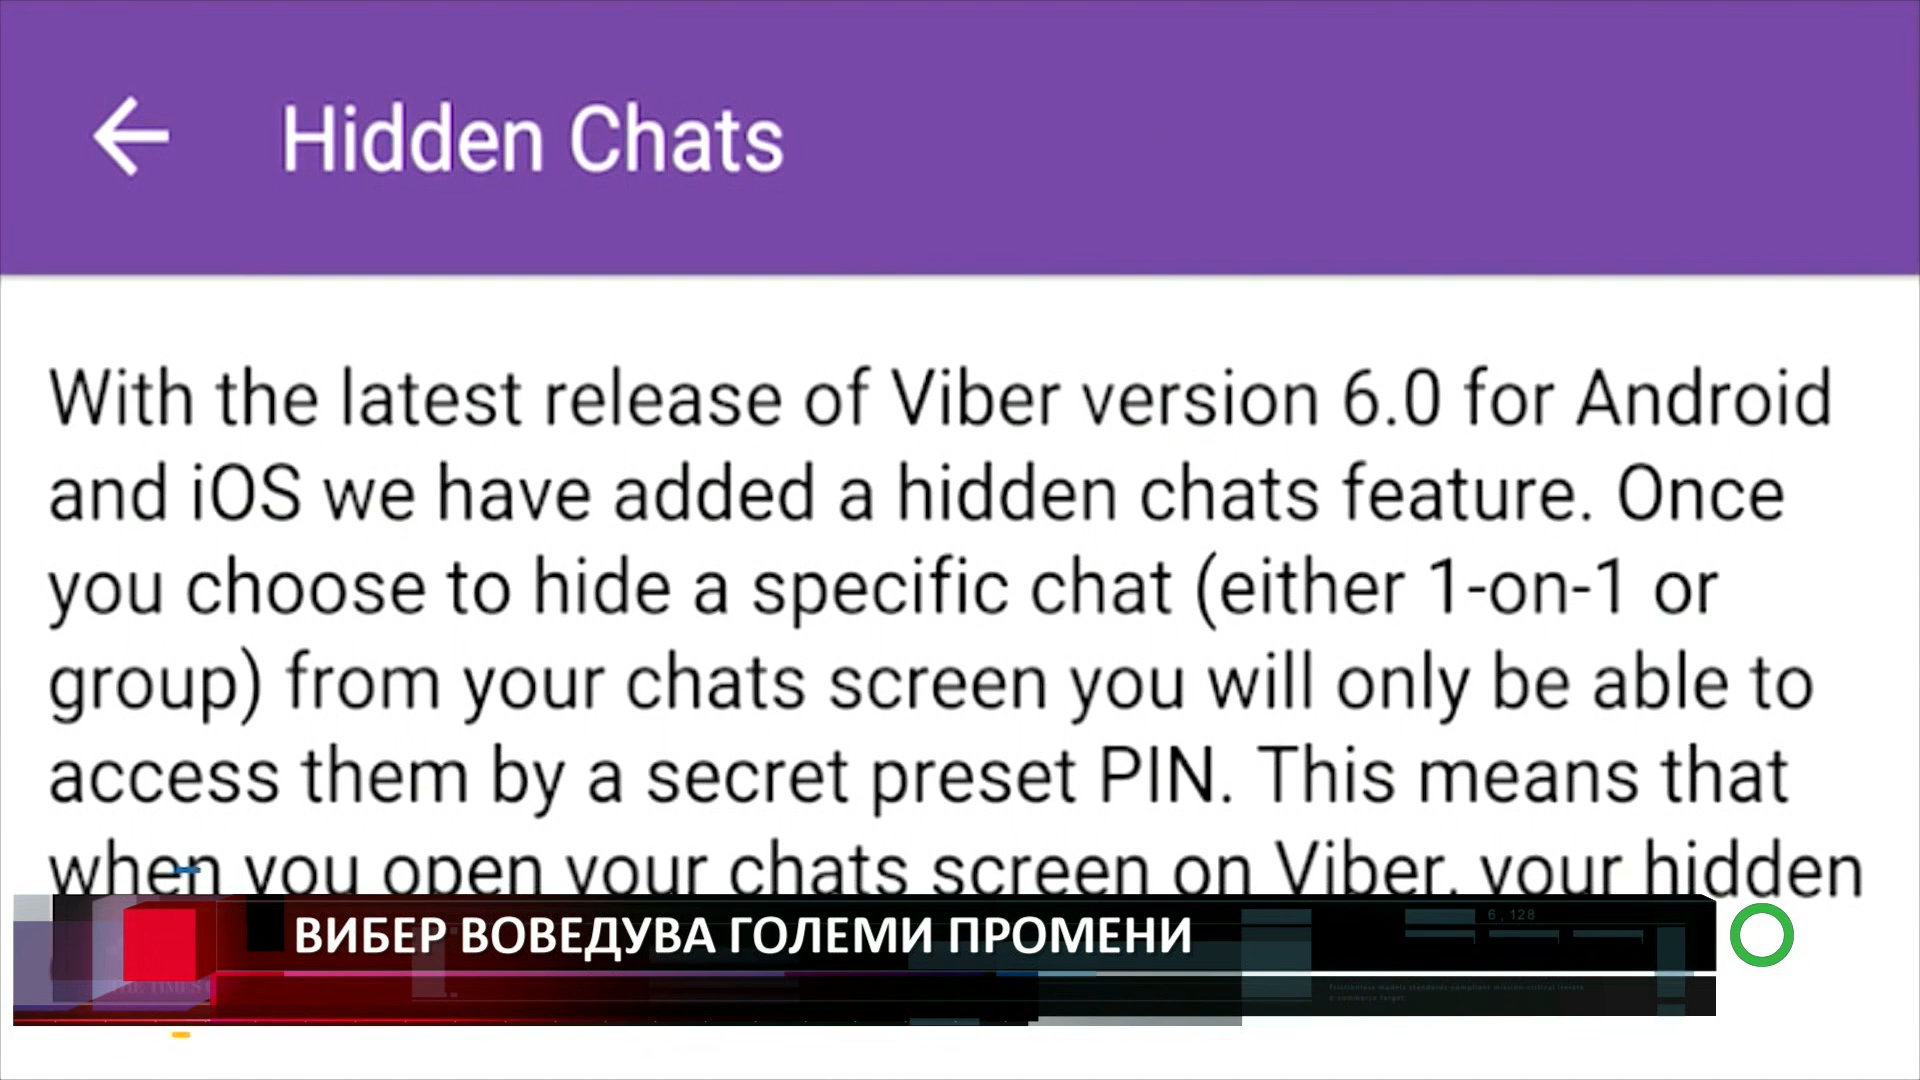 Hidden Chats
With the latest release of Viber version 6.0 for Android
and iOS we have added a hidden chats feature. Once
you choose to hide a specific chat (either 1-on-1 or
group) from your chats screen you will only be able to
access them by a secret preset PIN. This means that
when you open your chats screen on Viber, your hidden
ВИБЕР ВОВЕДУВА ГОЛЕМИ ПРОМЕНИ
6,128